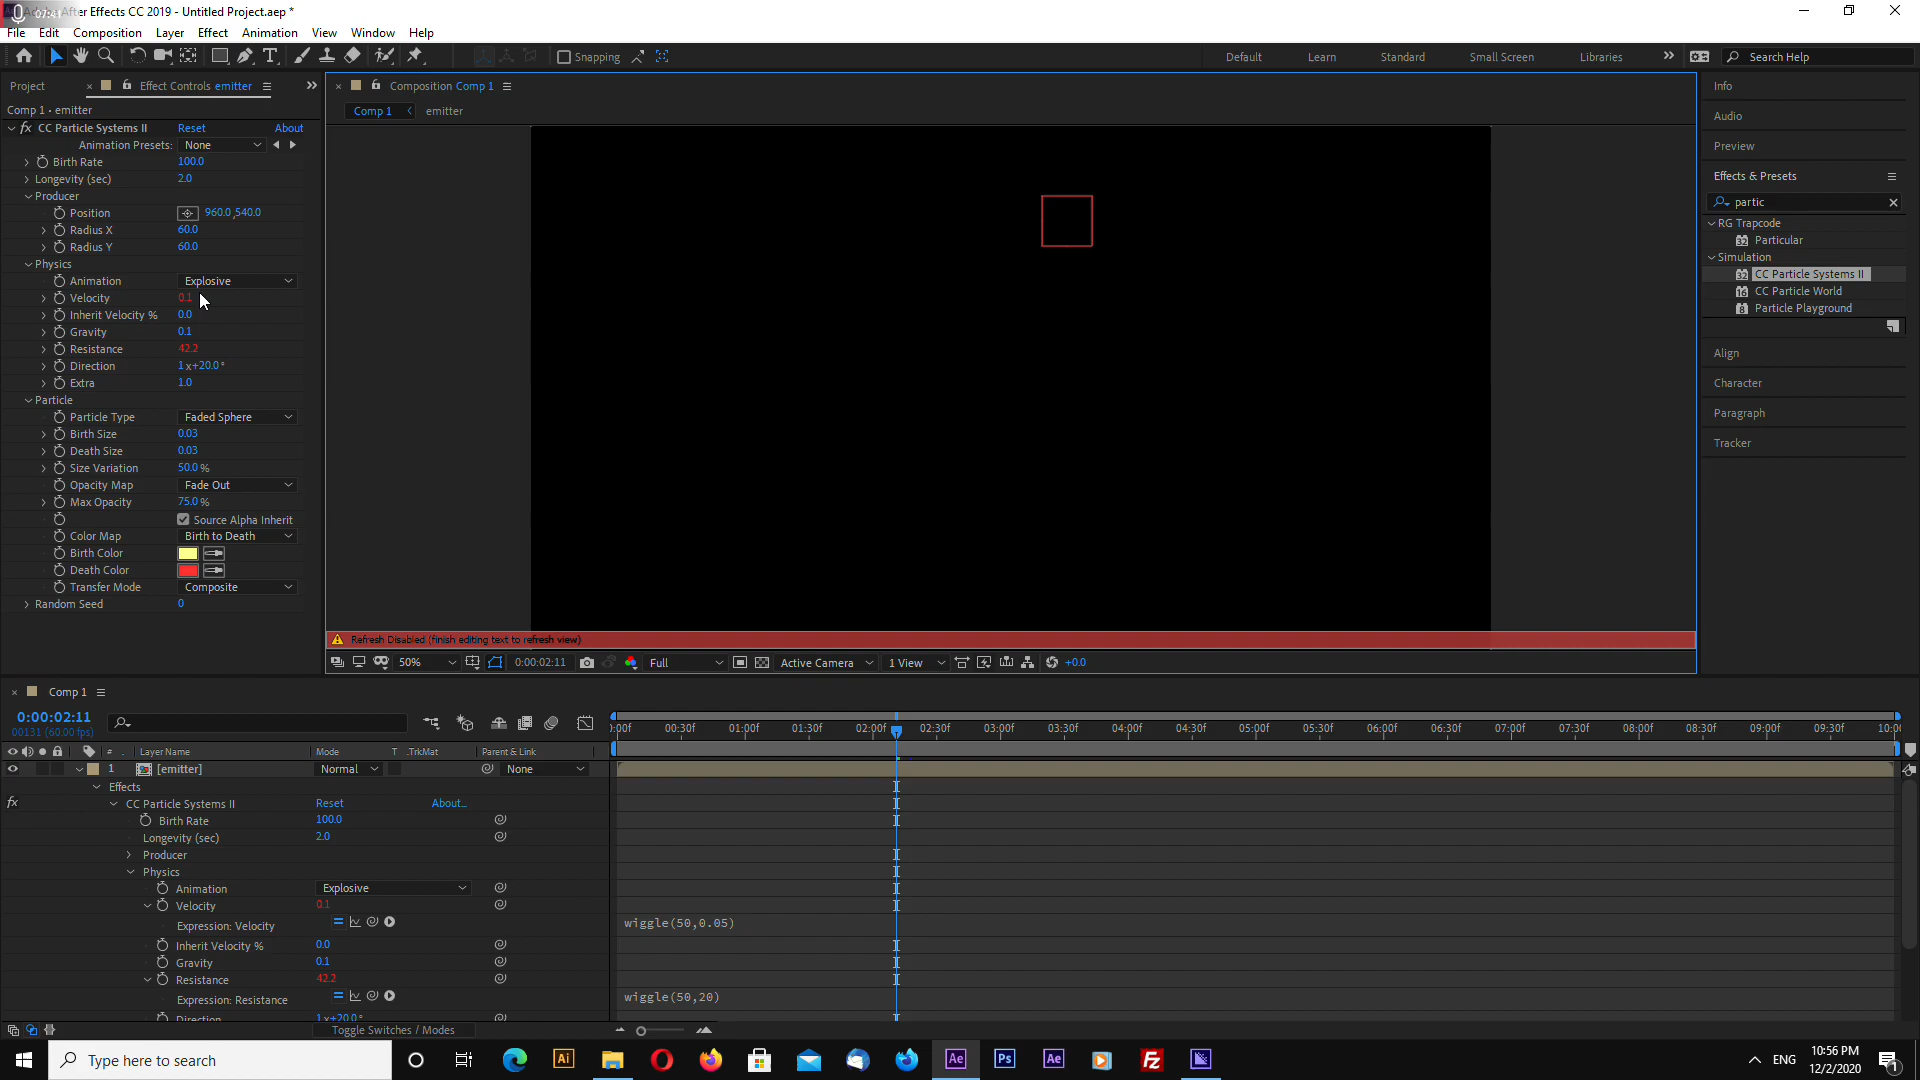 07:41
After Effects CC 2019 - Untitled Project.aep *
File Edit Composition Layer Effect Animation View Window Help
Snapping
Default Learn Standard Small Screen Libraries
Search Help
Project
Effect Controls emitter
Comp 1 • emitter
fx CC Particle Systems II Reset About
Animation Presets: None
Birth Rate 100.0
Longevity (sec) 2.0
Producer
Position 960.0,540.0
Radius X 60.0
Radius Y 60.0
Physics
Animation Explosive
Velocity 0.1
Inherit Velocity % 0.0
Gravity 0.1
Resistance 42.2
Direction 1x+20.0°
Extra 1.0
Particle
Particle Type Faded Sphere
Birth Size 0.03
Death Size 0.03
Size Variation 50.0 %
Opacity Map Fade Out
Max Opacity 75.0 %
Source Alpha Inherit
Color Map Birth to Death
Birth Color
Death Color
Transfer Mode Composite
Random Seed 0
Composition Comp 1
Comp 1 emitter
Refresh Disabled (finish editing text to refresh view)
50% 0:00:02:11 Full Active Camera 1 View +0.0
Info
Audio
Preview
Effects & Presets
partic
RG Trapcode
32 Particular
Simulation
32 CC Particle Systems II
16 CC Particle World
8 Particle Playground
Align
Character
Paragraph
Tracker
Comp 1
0:00:02:11
00131 (60.00 fps)
:00f 00:30f 01:00f 01:30f 02:00f 02:30f 03:00f 03:30f 04:00f 04:30f 05:00f 05:30f 06:00f 06:30f 07:00f 07:30f 08:00f 08:30f 09:00f 09:30f 10:00
# Layer Name Mode T .TrkMat Parent & Link
1 [emitter] Normal None
Effects
fx CC Particle Systems II Reset About...
Birth Rate 100.0
Longevity (sec) 2.0
Producer
Physics
Animation Explosive
Velocity 0.1
Expression: Velocity wiggle(50,0.05)
Inherit Velocity % 0.0
Gravity 0.1
Resistance 42.2
Expression: Resistance wiggle(50,20)
Direction 1x+20.0°
Toggle Switches / Modes
Type here to search
Ai Ae Ps Ae Fz
ENG
10:56 PM
12/2/2020
1